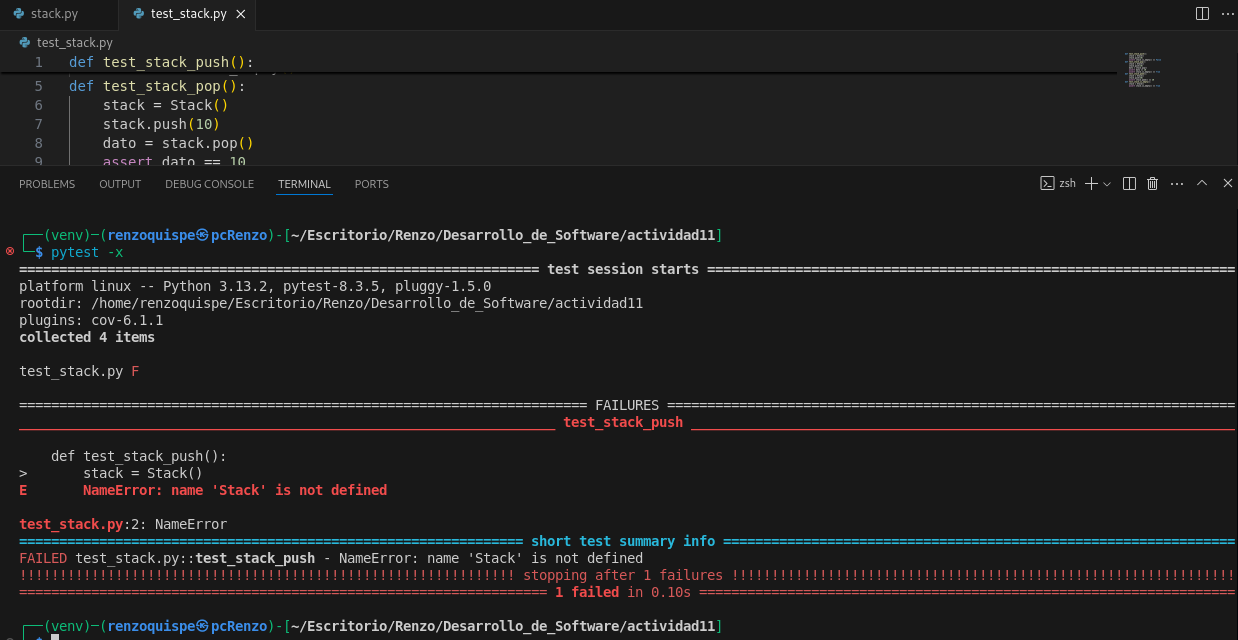 stack.py
test_stack.py
test_stack.py
1 def test_stack_push():
5 def test_stack_pop():
6 stack = Stack()
7 stack.push(10)
8 dato = stack.pop()
9 assert dato == 10
PROBLEMS OUTPUT DEBUG CONSOLE TERMINAL PORTS zsh
┌──(venv)─(renzoquispe㉿pcRenzo)-[~/Escritorio/Renzo/Desarrollo_de_Software/actividad11]
└─$ pytest -x
================================================================= test session starts ==================================================================
platform linux -- Python 3.13.2, pytest-8.3.5, pluggy-1.5.0
rootdir: /home/renzoquispe/Escritorio/Renzo/Desarrollo_de_Software/actividad11
plugins: cov-6.1.1
collected 4 items
test_stack.py F
======================================================================= FAILURES =======================================================================
___________________________________________________________________ test_stack_push ____________________________________________________________________
def test_stack_push():
> stack = Stack()
E NameError: name 'Stack' is not defined
test_stack.py:2: NameError
=============================================================== short test summary info ================================================================
FAILED test_stack.py::test_stack_push - NameError: name 'Stack' is not defined
!!!!!!!!!!!!!!!!!!!!!!!!!!!!!!!!!!!!!!!!!!!!!!!!!!!!!!!!!!!!!! stopping after 1 failures !!!!!!!!!!!!!!!!!!!!!!!!!!!!!!!!!!!!!!!!!!!!!!!!!!!!!!!!!!!!!!!
================================================================== 1 failed in 0.10s ===================================================================
┌──(venv)─(renzoquispe㉿pcRenzo)-[~/Escritorio/Renzo/Desarrollo_de_Software/actividad11]
└─$